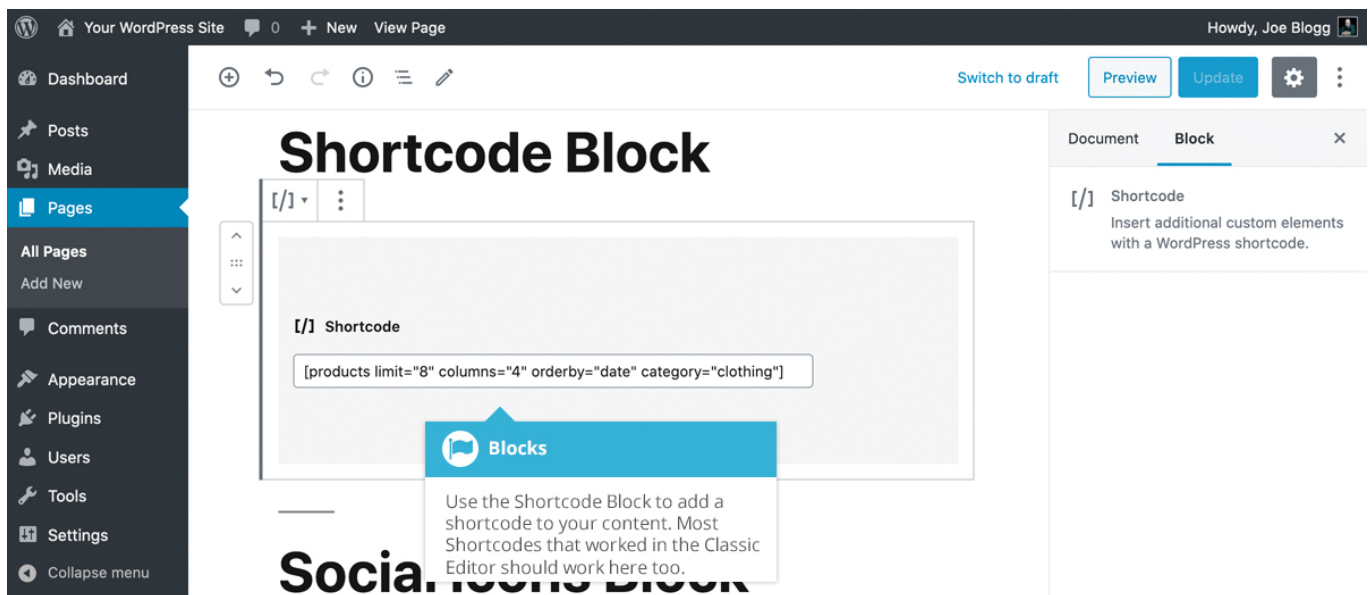 Your WordPress Site 0 New View Page Howdy, Joe Blogg
Dashboard
Posts
Media
Pages
All Pages
Add New
Comments
Appearance
Plugins
Users
Tools
Settings
Collapse menu
Switch to draft Preview Update
Shortcode Block
[/]
[/] Shortcode
[products limit="8" columns="4" orderby="date" category="clothing"]
Blocks
Use the Shortcode Block to add a
shortcode to your content. Most
Shortcodes that worked in the Classic
Editor should work here too.
Social Icons Block
Document Block
[/] Shortcode
Insert additional custom elements
with a WordPress shortcode.